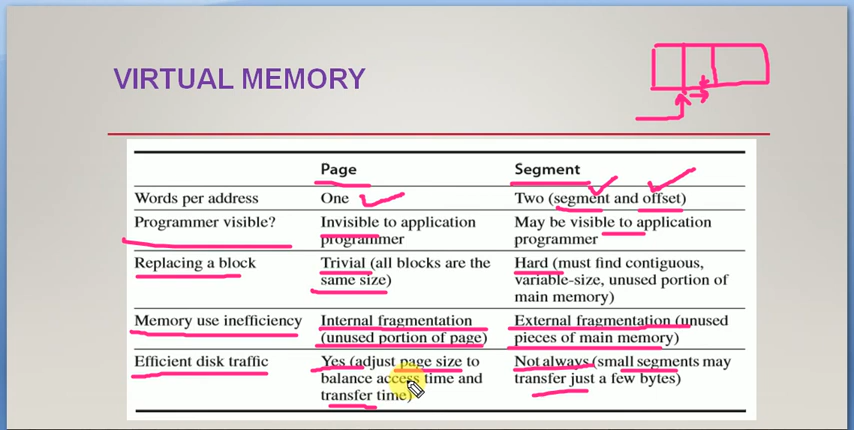 VIRTUAL MEMORY
Page Segment
Words per address One Two (segment and offset)
Programmer visible? Invisible to application May be visible to application
programmer programmer
Replacing a block Trivial (all blocks are the Hard (must find contiguous,
same size) variable-size, unused portion of
main memory)
Memory use inefficiency Internal fragmentation External fragmentation (unused
(unused portion of page) pieces of main memory)
Efficient disk traffic Yes (adjust page size to Not always (small segments may
balance access time and transfer just a few bytes)
transfer time)